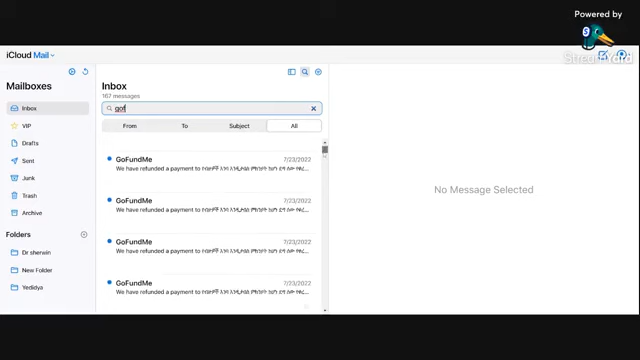 Powered by
StreamYard
iCloud Mail
Mailboxes
Inbox
VIP
Drafts
Sent
Junk
Trash
Archive
Folders
Dr sherwin
New Folder
Yedidya
Inbox
167 messages
gof
From To Subject All
GoFundMe 7/23/2022
We have refunded a payment to
GoFundMe 7/23/2022
We have refunded a payment to
GoFundMe 7/23/2022
We have refunded a payment to
GoFundMe 7/23/2022
We have refunded a payment to
No Message Selected